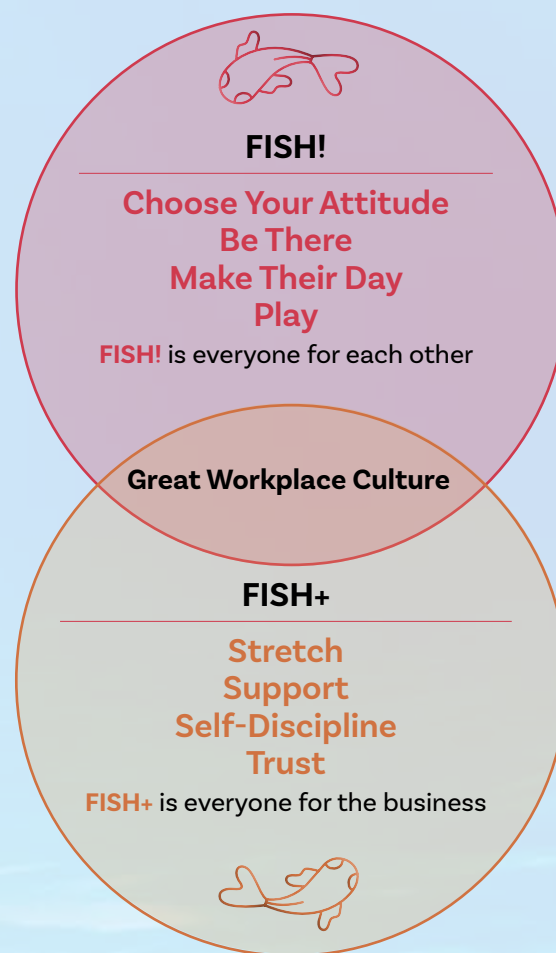 FISH!
Choose Your Attitude
Be There
Make Their Day
Play
FISH! is everyone for each other
Great Workplace Culture
FISH+
Stretch
Support
Self-Discipline
Trust
FISH+ is everyone for the business